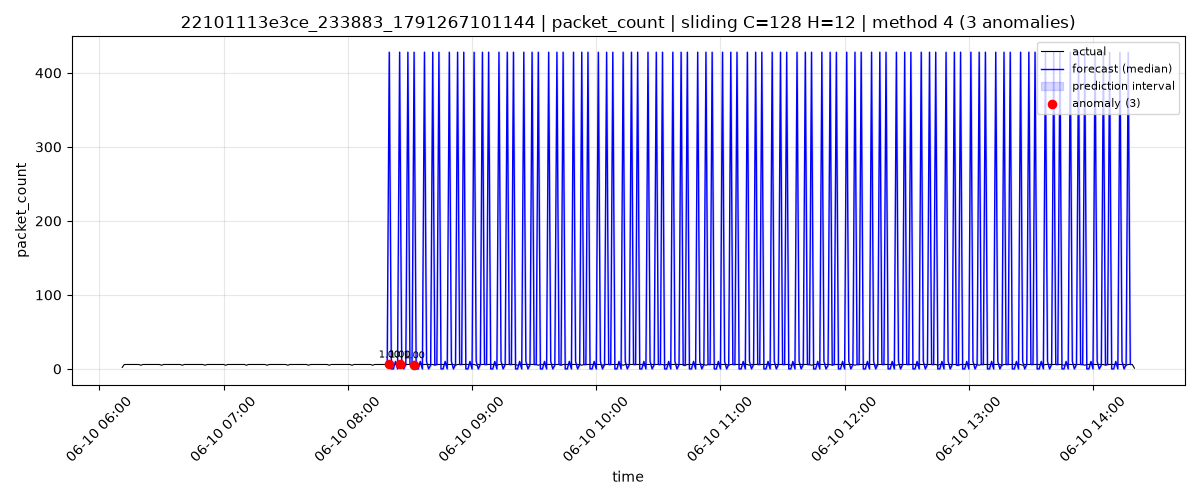 22101113e3ce_233883_1791267101144 | packet_count | sliding C=128 H=12 | method 4 (3 anomalies)
actual
forecast (median)
prediction interval
anomaly (3)
packet_count
400
300
200
100
0
06-10 06:00
06-10 07:00
06-10 08:00
06-10 09:00
06-10 10:00
06-10 11:00
06-10 12:00
06-10 13:00
06-10 14:00
time